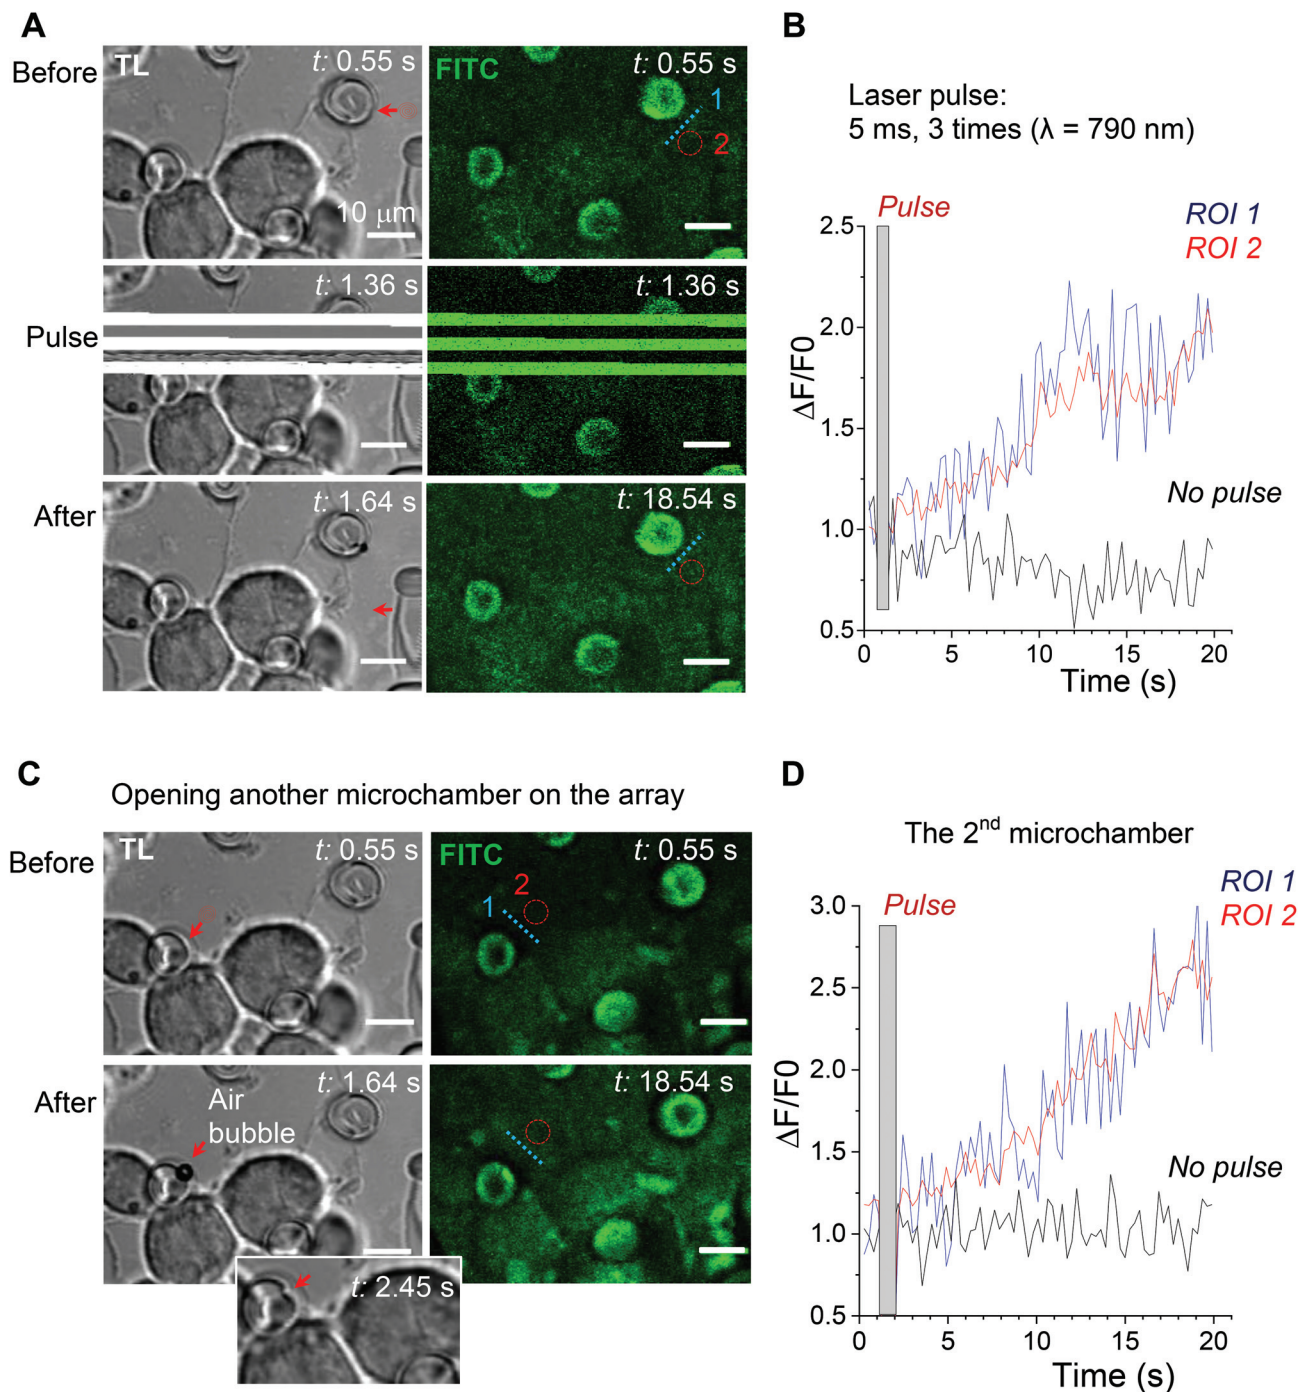 A
Before
TL
t: 0.55 s
10 μm
FITC
t: 0.55 s
1
2
Pulse
t: 1.36 s
t: 1.36 s
After
t: 1.64 s
t: 18.54 s
B
Laser pulse:
5 ms, 3 times (λ = 790 nm)
Pulse
ROI 1
ROI 2
No pulse
2.5
2.0
1.5
1.0
0.5
ΔF/F0
0 5 10 15 20
Time (s)
C
Opening another microchamber on the array
Before
TL
t: 0.55 s
FITC
t: 0.55 s
2
1
After
t: 1.64 s
Air
bubble
t: 18.54 s
t: 2.45 s
D
The 2nd microchamber
Pulse
ROI 1
ROI 2
No pulse
3.0
2.5
2.0
1.5
1.0
0.5
ΔF/F0
0 5 10 15 20
Time (s)